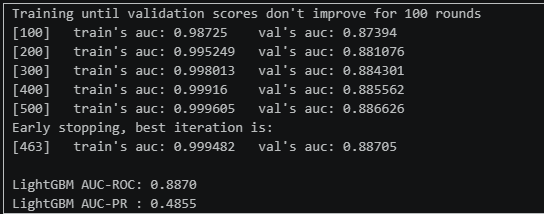 Training until validation scores don't improve for 100 rounds
[100]   train's auc: 0.98725    val's auc: 0.87394
[200]   train's auc: 0.995249   val's auc: 0.881076
[300]   train's auc: 0.998013   val's auc: 0.884301
[400]   train's auc: 0.99916    val's auc: 0.885562
[500]   train's auc: 0.999605   val's auc: 0.886626
Early stopping, best iteration is:
[463]   train's auc: 0.999482   val's auc: 0.88705
LightGBM AUC-ROC: 0.8870
LightGBM AUC-PR : 0.4855